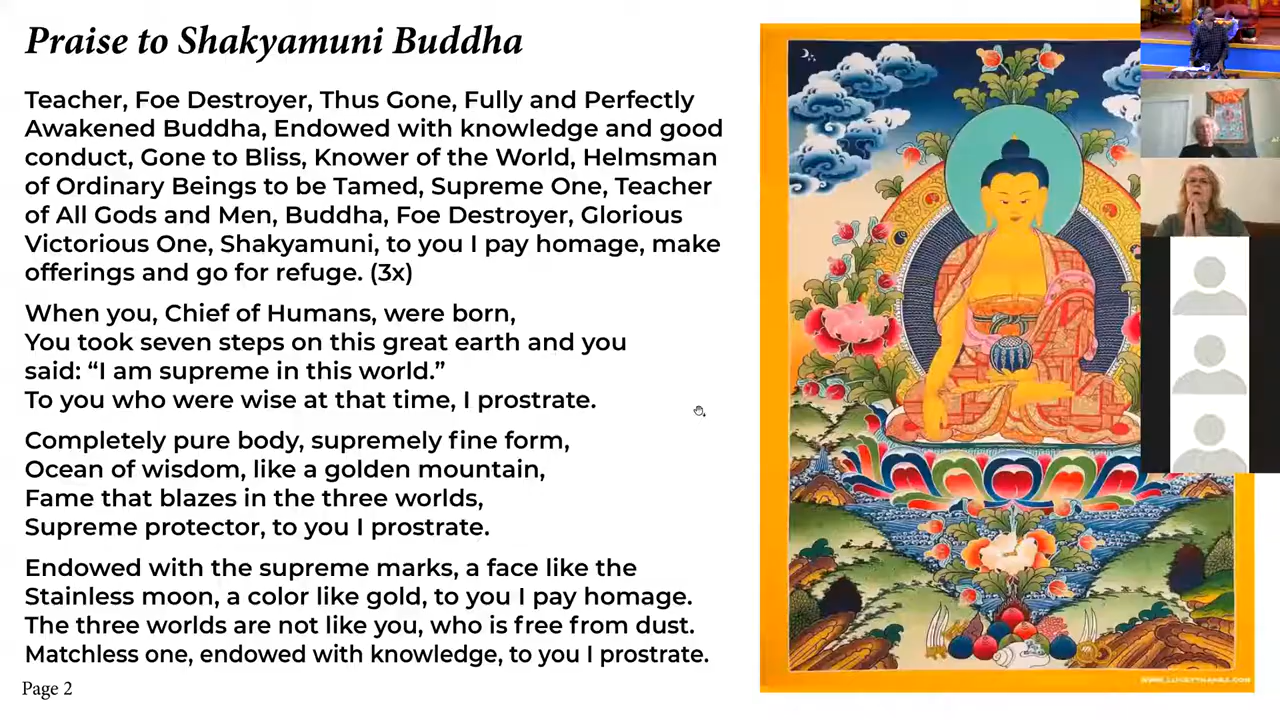 Praise to Shakyamuni Buddha
Teacher, Foe Destroyer, Thus Gone, Fully and Perfectly
Awakened Buddha, Endowed with knowledge and good
conduct, Gone to Bliss, Knower of the World, Helmsman
of Ordinary Beings to be Tamed, Supreme One, Teacher
of All Gods and Men, Buddha, Foe Destroyer, Glorious
Victorious One, Shakyamuni, to you I pay homage, make
offerings and go for refuge. (3x)
When you, Chief of Humans, were born,
You took seven steps on this great earth and you
said: “I am supreme in this world.”
To you who were wise at that time, I prostrate.
Completely pure body, supremely fine form,
Ocean of wisdom, like a golden mountain,
Fame that blazes in the three worlds,
Supreme protector, to you I prostrate.
Endowed with the supreme marks, a face like the
Stainless moon, a color like gold, to you I pay homage.
The three worlds are not like you, who is free from dust.
Matchless one, endowed with knowledge, to you I prostrate.
Page 2